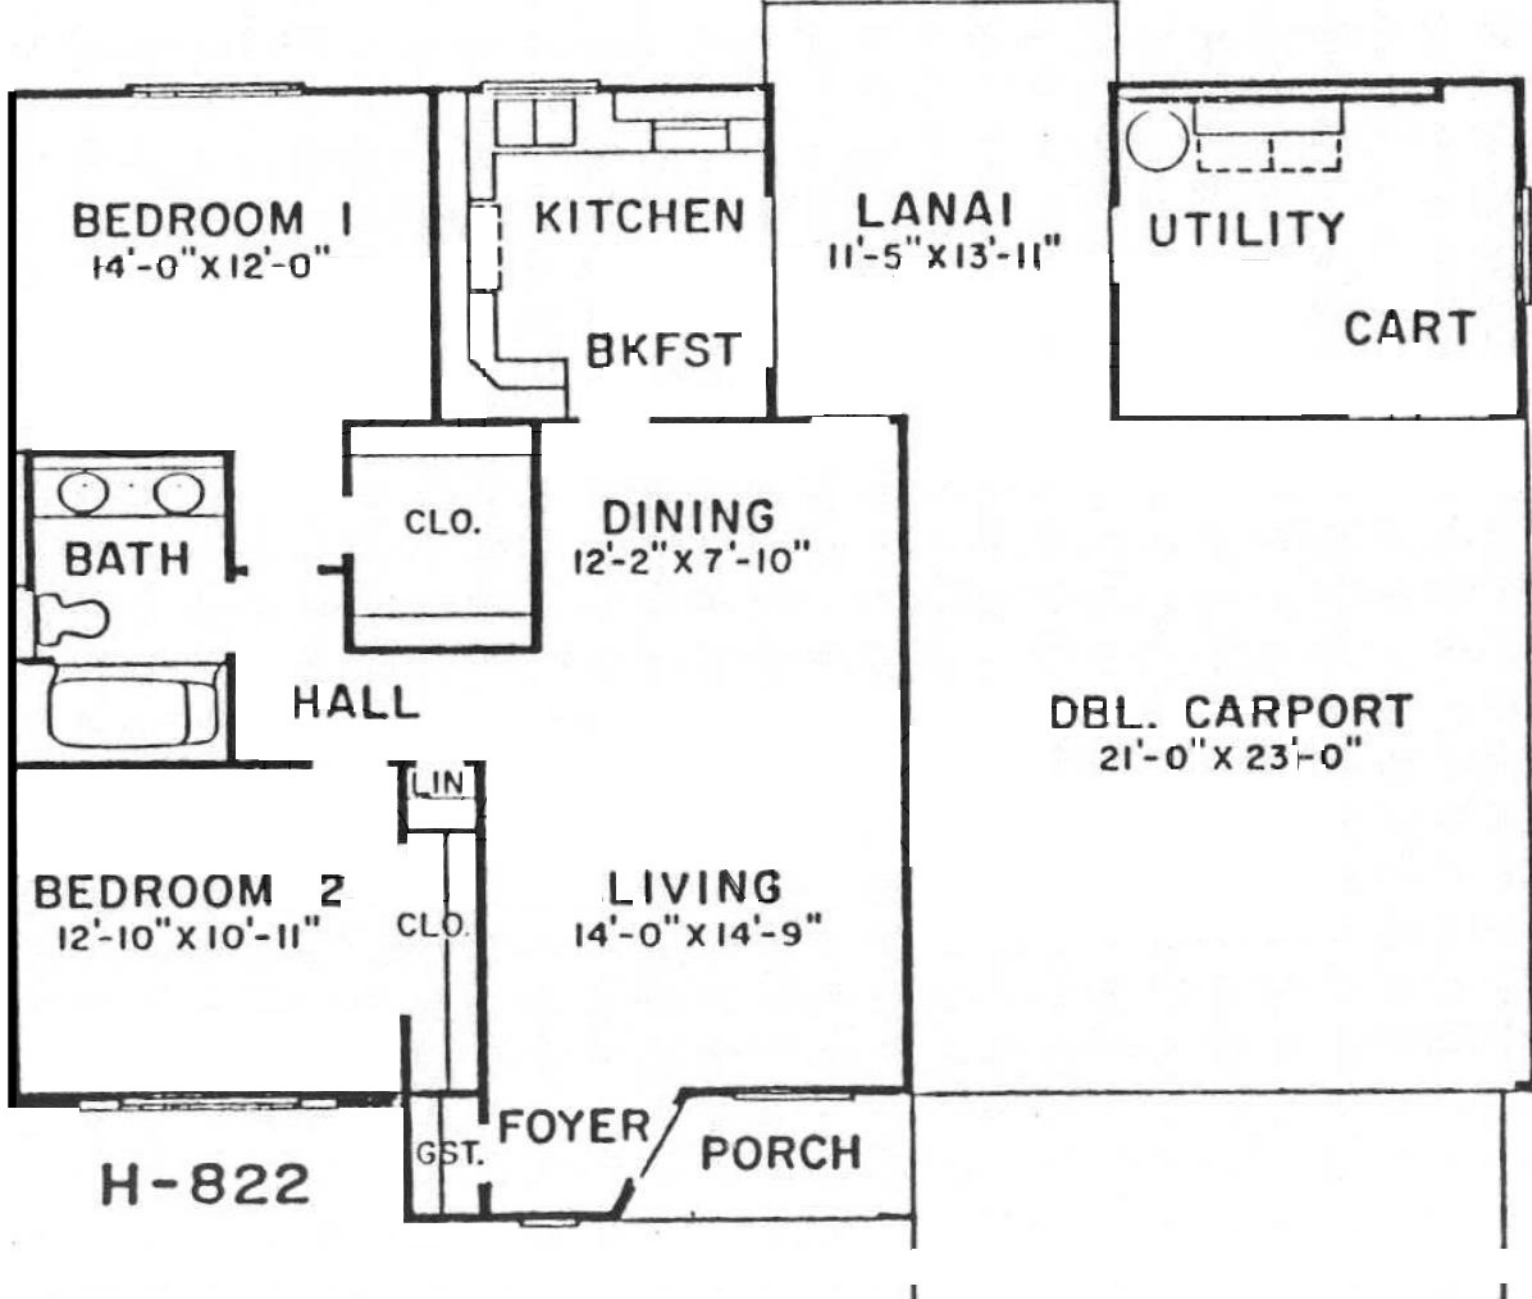 BEDROOM 1
14'-0"X12'-0"
KITCHEN
BKFST
LANAI
11'-5"X13'-11"
UTILITY
CART
BATH
CLO.
DINING
12'-2"X7'-10"
HALL
DBL. CARPORT
21'-0"X23'-0"
LIN
BEDROOM 2
12'-10"X10'-11"
CLO.
LIVING
14'-0"X14'-9"
GST.
FOYER
PORCH
H-822